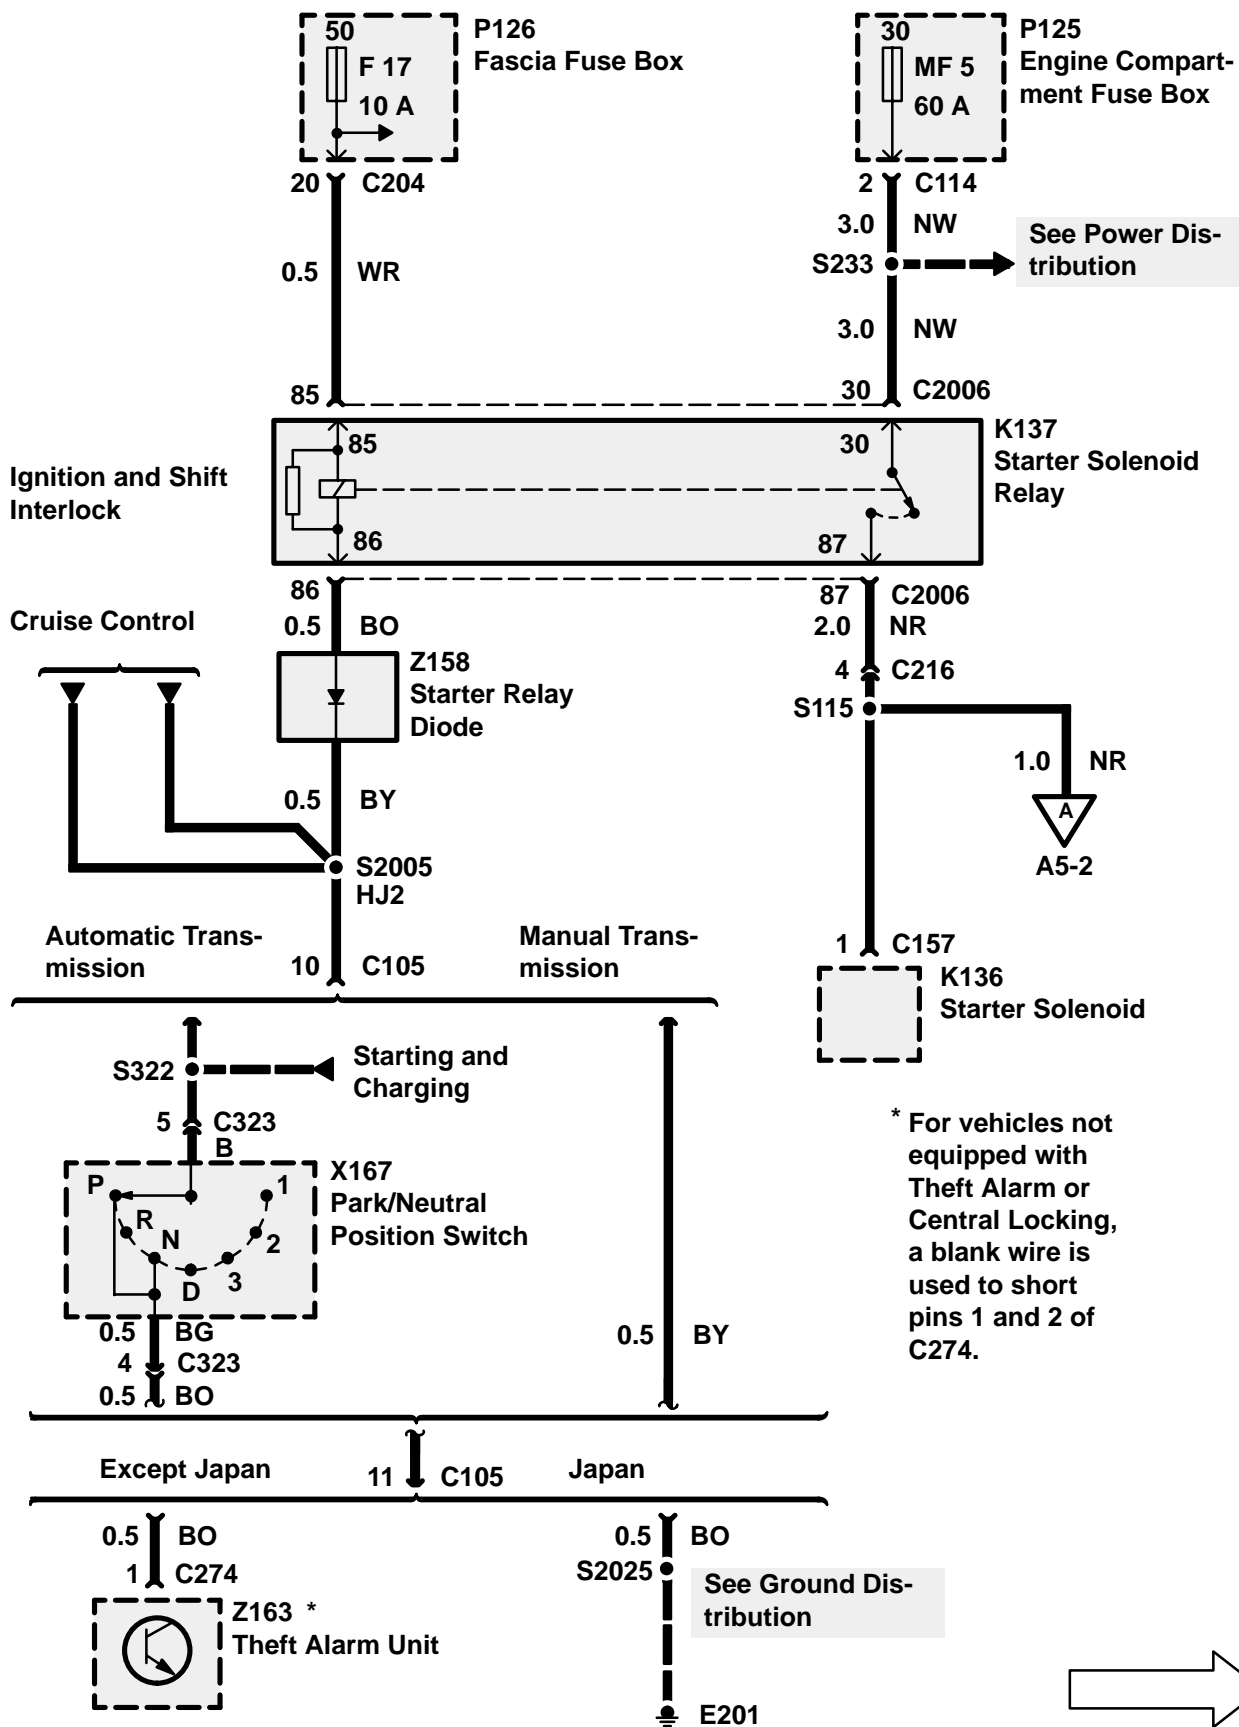 50
F 17
10 A
P126
Fascia Fuse Box
30
MF 5
60 A
P125
Engine Compart-
ment Fuse Box
20 C204
2 C114
3.0 NW
See Power Dis-
tribution
S233
0.5 WR
3.0 NW
85
30 C2006
85
30
K137
Starter Solenoid
Relay
Ignition and Shift
Interlock
86
87
86
87 C2006
Cruise Control
0.5 BO
2.0 NR
Z158
Starter Relay
Diode
4 C216
S115
1.0 NR
0.5 BY
A
A5-2
S2005
HJ2
Automatic Trans-
mission
10 C105
Manual Trans-
mission
1 C157
K136
Starter Solenoid
S322
Starting and
Charging
5 C323
B
X167
Park/Neutral
Position Switch
P
R
N
D
3
2
1
* For vehicles not
equipped with
Theft Alarm or
Central Locking,
a blank wire is
used to short
pins 1 and 2 of
C274.
0.5 BG
4 C323
0.5 BO
0.5 BY
Except Japan
11 C105
Japan
0.5 BO
1 C274
0.5 BO
S2025
See Ground Dis-
tribution
Z163 *
Theft Alarm Unit
E201